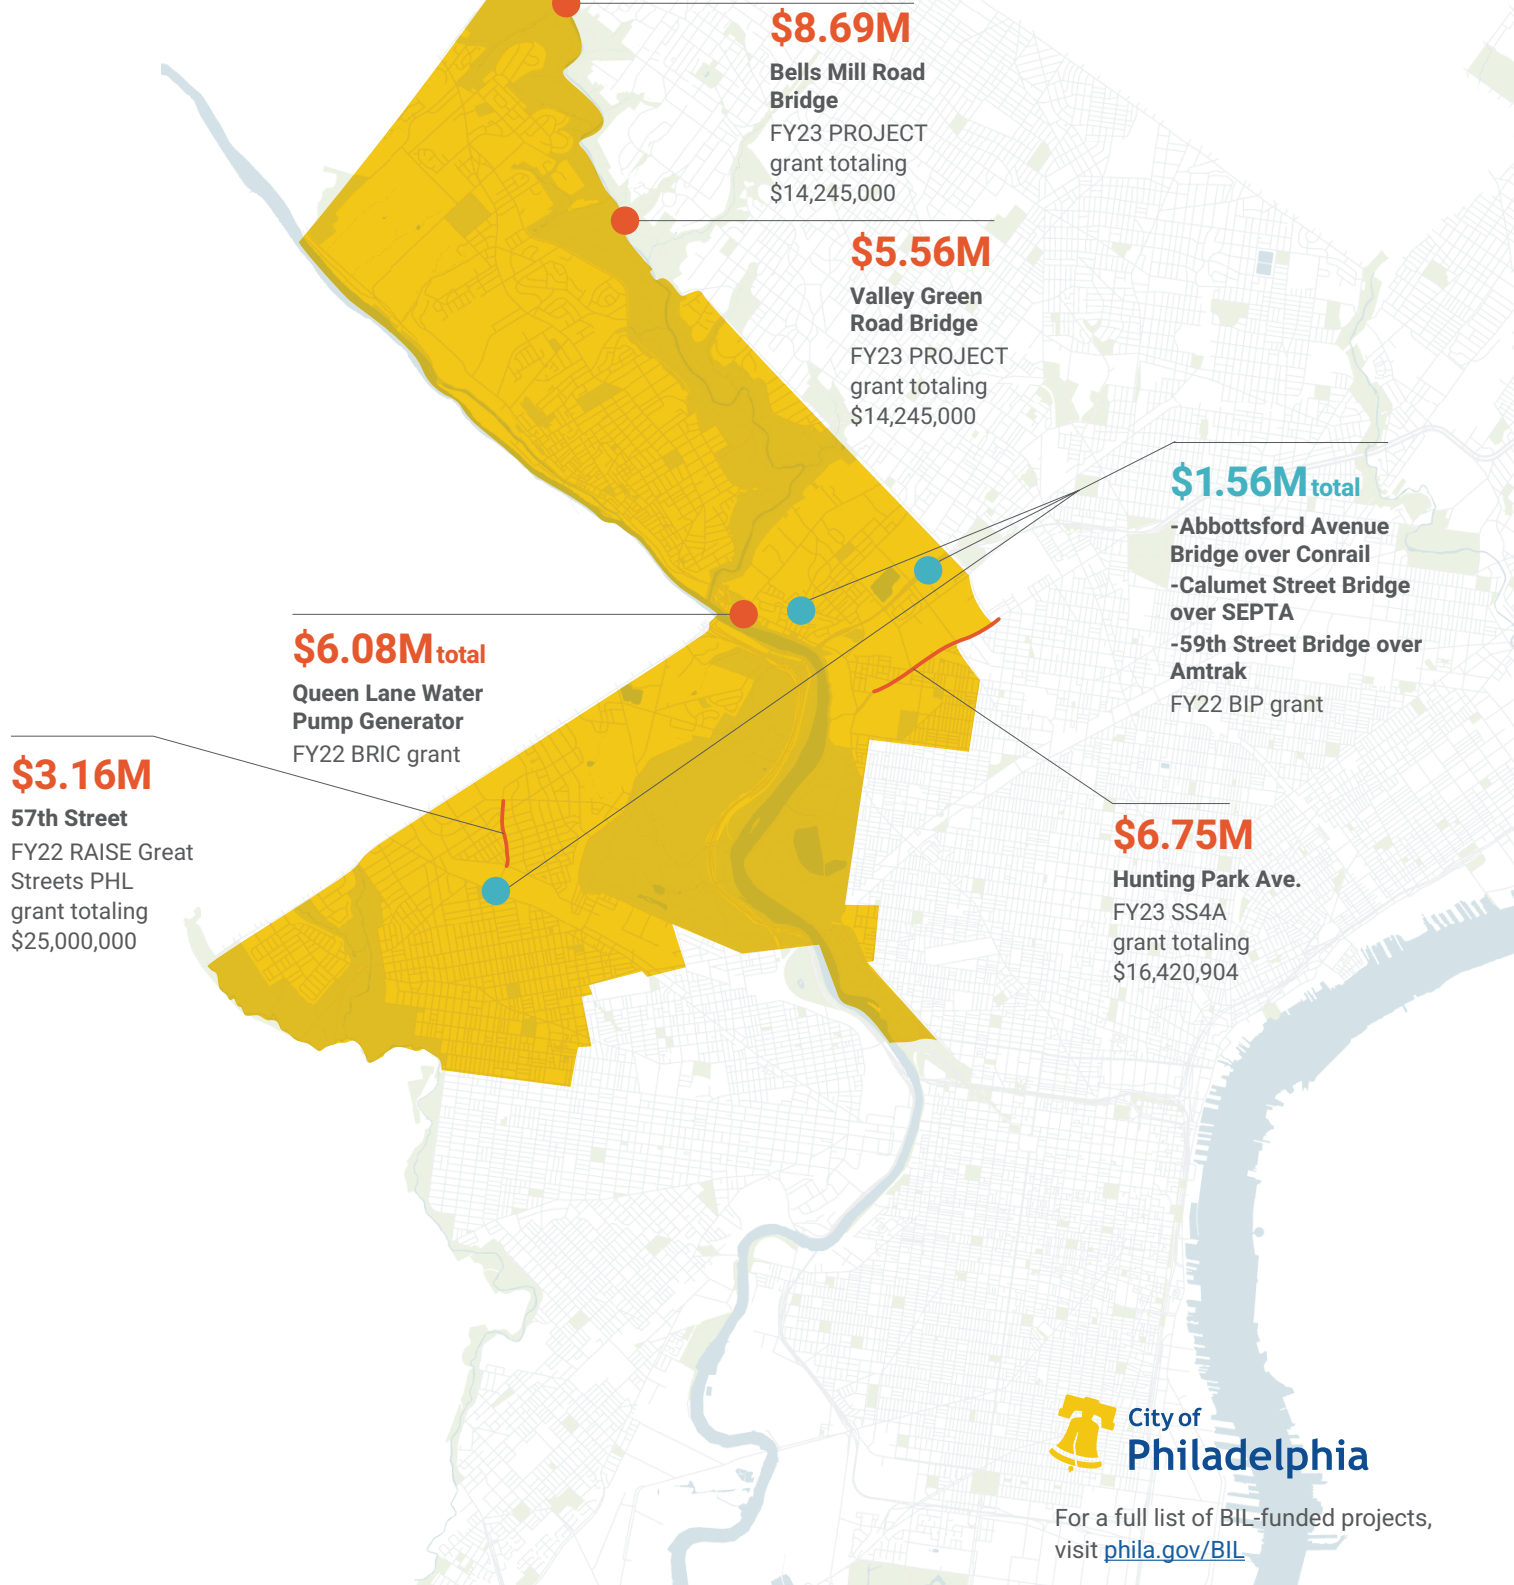 $8.69M
Bells Mill Road
Bridge
FY23 PROJECT
grant totaling
$14,245,000
$5.56M
Valley Green
Road Bridge
FY23 PROJECT
grant totaling
$14,245,000
$1.56M total
-Abbottsford Avenue
Bridge over Conrail
-Calumet Street Bridge
over SEPTA
-59th Street Bridge over
Amtrak
FY22 BIP grant
$6.08M total
Queen Lane Water
Pump Generator
FY22 BRIC grant
$3.16M
57th Street
FY22 RAISE Great
Streets PHL
grant totaling
$25,000,000
$6.75M
Hunting Park Ave.
FY23 SS4A
grant totaling
$16,420,904
City of
Philadelphia
For a full list of BIL-funded projects,
visit phila.gov/BIL